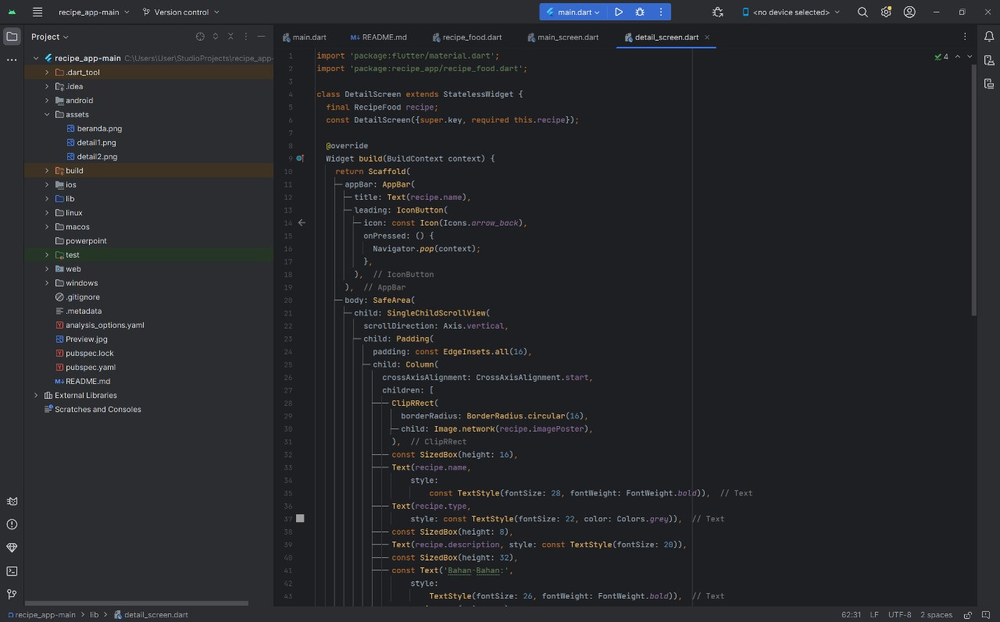 recipe_app-main
Version control
main.dart
<no device selected>
Project
recipe_app-main C:\Users\User\StudioProjects\recipe_app-
.dart_tool
.idea
android
assets
beranda.png
detail1.png
detail2.png
build
ios
lib
linux
macos
powerpoint
test
web
windows
.gitignore
.metadata
analysis_options.yaml
Preview.jpg
pubspec.lock
pubspec.yaml
M↓ README.md
External Libraries
Scratches and Consoles
main.dart M↓ README.md recipe_food.dart main_screen.dart detail_screen.dart
4
1 import 'package:flutter/material.dart';
2 import 'package:recipe_app/recipe_food.dart';
3
4 class DetailScreen extends StatelessWidget {
5 final RecipeFood recipe;
6 const DetailScreen({super.key, required this.recipe});
7
8 @override
9 Widget build(BuildContext context) {
10 return Scaffold(
11 appBar: AppBar(
12 title: Text(recipe.name),
13 leading: IconButton(
14 icon: const Icon(Icons.arrow_back),
15 onPressed: () {
16 Navigator.pop(context);
17 },
18 ), // IconButton
19 ), // AppBar
20 body: SafeArea(
21 child: SingleChildScrollView(
22 scrollDirection: Axis.vertical,
23 child: Padding(
24 padding: const EdgeInsets.all(16),
25 child: Column(
26 crossAxisAlignment: CrossAxisAlignment.start,
27 children: [
28 ClipRRect(
29 borderRadius: BorderRadius.circular(16),
30 child: Image.network(recipe.imagePoster),
31 ), // ClipRRect
32 const SizedBox(height: 16),
33 Text(recipe.name,
34 style:
35 const TextStyle(fontSize: 28, fontWeight: FontWeight.bold)), // Text
36 Text(recipe.type,
37 style: const TextStyle(fontSize: 22, color: Colors.grey)), // Text
38 const SizedBox(height: 8),
39 Text(recipe.description, style: const TextStyle(fontSize: 20)),
40 const SizedBox(height: 32),
41 const Text('Bahan-Bahan:',
42 style:
43 TextStyle(fontSize: 26, fontWeight: FontWeight.bold)), // Text
recipe_app-main > lib > detail_screen.dart
62:31 LF UTF-8 2 spaces